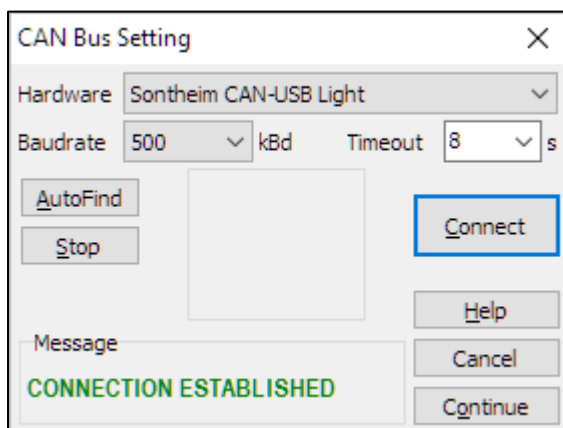 CAN Bus Setting
Hardware Sontheim CAN-USB Light
Baudrate 500 kBd Timeout 8 s
AutoFind
Connect
Stop
Help
Message
Cancel
CONNECTION ESTABLISHED
Continue